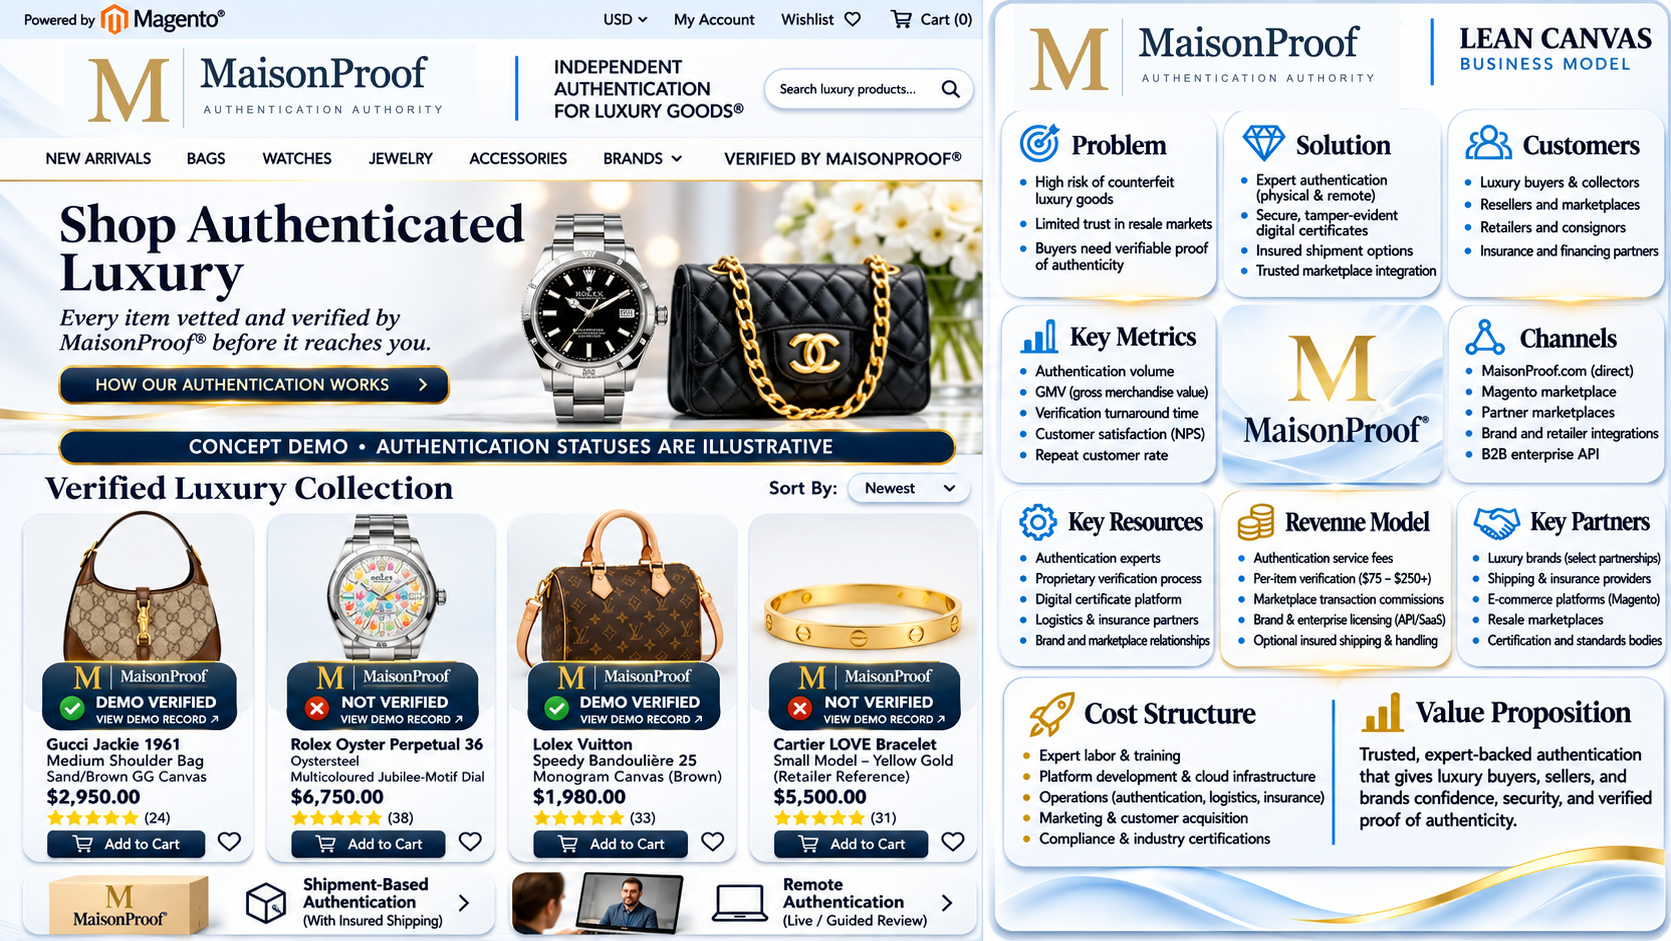 Powered by Magento®
USD
My Account
Wishlist
Cart (0)
M
MaisonProof
AUTHENTICATION AUTHORITY
INDEPENDENT
AUTHENTICATION
FOR LUXURY GOODS®
Search luxury products...
NEW ARRIVALS
BAGS
WATCHES
JEWELRY
ACCESSORIES
BRANDS
VERIFIED BY MAISONPROOF®
Shop Authenticated
Luxury
Every item vetted and verified by
MaisonProof® before it reaches you.
HOW OUR AUTHENTICATION WORKS
ROLEX
CONCEPT DEMO • AUTHENTICATION STATUSES ARE ILLUSTRATIVE
Verified Luxury Collection
Sort By:
Newest
M MaisonProof
DEMO VERIFIED
VIEW DEMO RECORD ↗
Gucci Jackie 1961
Medium Shoulder Bag
Sand/Brown GG Canvas
$2,950.00
(24)
Add to Cart
M MaisonProof
NOT VERIFIED
VIEW DEMO RECORD ↗
Rolex Oyster Perpetual 36
Oystersteel
Multicoloured Jubilee-Motif Dial
$6,750.00
(38)
Add to Cart
M MaisonProof
DEMO VERIFIED
VIEW DEMO RECORD ↗
Lolex Vuitton
Speedy Bandoulière 25
Monogram Canvas (Brown)
$1,980.00
(33)
Add to Cart
M MaisonProof
NOT VERIFIED
VIEW DEMO RECORD ↗
Cartier LOVE Bracelet
Small Model – Yellow Gold
(Retailer Reference)
$5,500.00
(31)
Add to Cart
M
MaisonProof®
Shipment-Based
Authentication
(With Insured Shipping)
Remote
Authentication
(Live / Guided Review)
M
MaisonProof
AUTHENTICATION AUTHORITY
LEAN CANVAS
BUSINESS MODEL
Problem
• High risk of counterfeit
luxury goods
• Limited trust in resale markets
• Buyers need verifiable proof
of authenticity
Solution
• Expert authentication
(physical & remote)
• Secure, tamper-evident
digital certificates
• Insured shipment options
• Trusted marketplace integration
Customers
• Luxury buyers & collectors
• Resellers and marketplaces
• Retailers and consignors
• Insurance and financing partners
Key Metrics
• Authentication volume
• GMV (gross merchandise value)
• Verification turnaround time
• Customer satisfaction (NPS)
• Repeat customer rate
M
MaisonProof®
Channels
• MaisonProof.com (direct)
• Magento marketplace
• Partner marketplaces
• Brand and retailer integrations
• B2B enterprise API
Key Resources
• Authentication experts
• Proprietary verification process
• Digital certificate platform
• Logistics & insurance partners
• Brand and marketplace relationships
Revenne Model
• Authentication service fees
• Per-item verification ($75 – $250+)
• Marketplace transaction commissions
• Brand & enterprise licensing (API/SaaS)
• Optional insured shipping & handling
Key Partners
• Luxury brands (select partnerships)
• Shipping & insurance providers
• E-commerce platforms (Magento)
• Resale marketplaces
• Certification and standards bodies
Cost Structure
• Expert labor & training
• Platform development & cloud infrastructure
• Operations (authentication, logistics, insurance)
• Marketing & customer acquisition
• Compliance & industry certifications
Value Proposition
Trusted, expert-backed authentication
that gives luxury buyers, sellers, and
brands confidence, security, and verified
proof of authenticity.